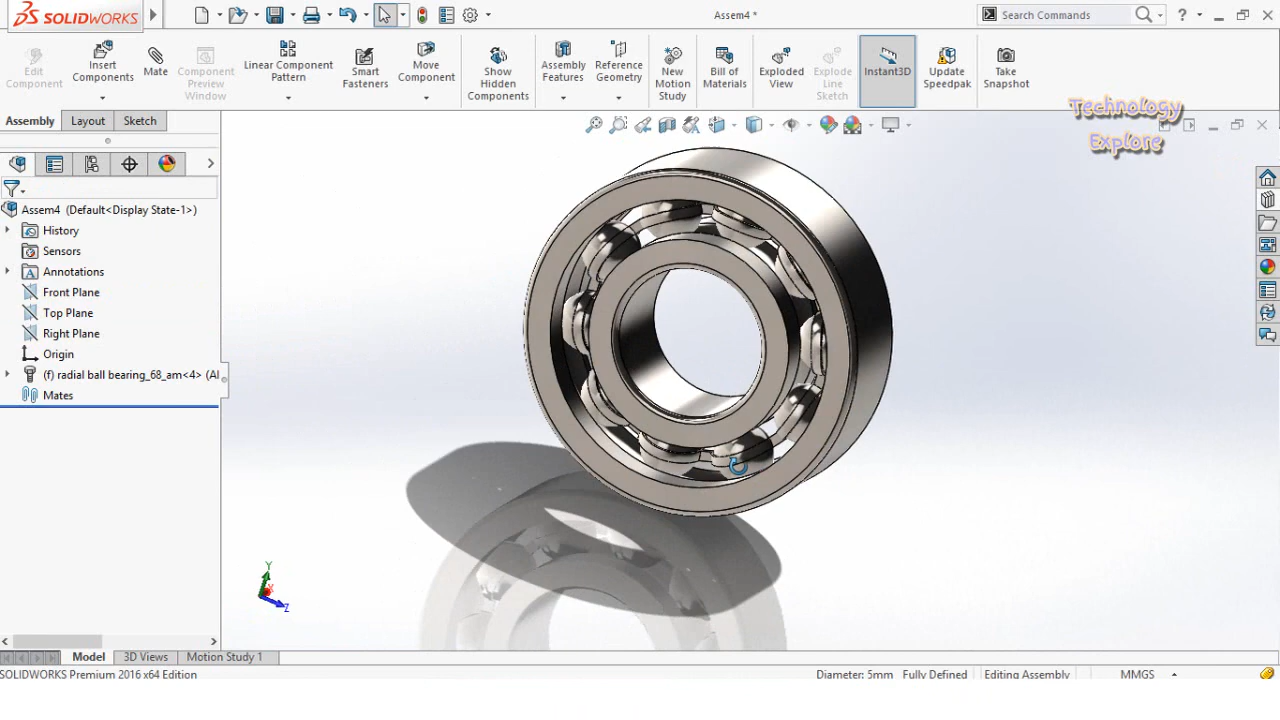 SOLIDWORKS
Assem4 *
Search Commands
?
Edit Component
Insert Components
Mate
Component Preview Window
Linear Component Pattern
Smart Fasteners
Move Component
Show Hidden Components
Assembly Features
Reference Geometry
New Motion Study
Bill of Materials
Exploded View
Explode Line Sketch
Instant3D
Update Speedpak
Take Snapshot
Technology
Explore
Assembly Layout Sketch
Assem4 (Default<Display State-1>)
History
Sensors
Annotations
Front Plane
Top Plane
Right Plane
Origin
(f) radial ball bearing_68_am<4> (Al
Mates
Y
X
Z
Model 3D Views Motion Study 1
SOLIDWORKS Premium 2016 x64 Edition Diameter: 5mm Fully Defined Editing Assembly MMGS